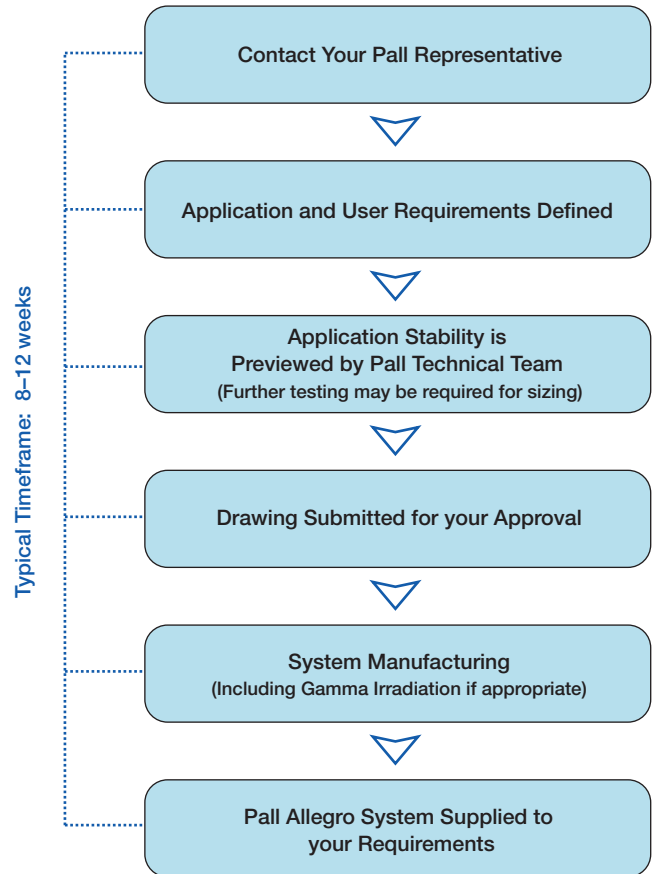 Contact Your Pall Representative
Application and User Requirements Defined
Application Stability is
Previewed by Pall Technical Team
(Further testing may be required for sizing)
Drawing Submitted for your Approval
System Manufacturing
(Including Gamma Irradiation if appropriate)
Pall Allegro System Supplied to
your Requirements
Typical Timeframe: 8–12 weeks